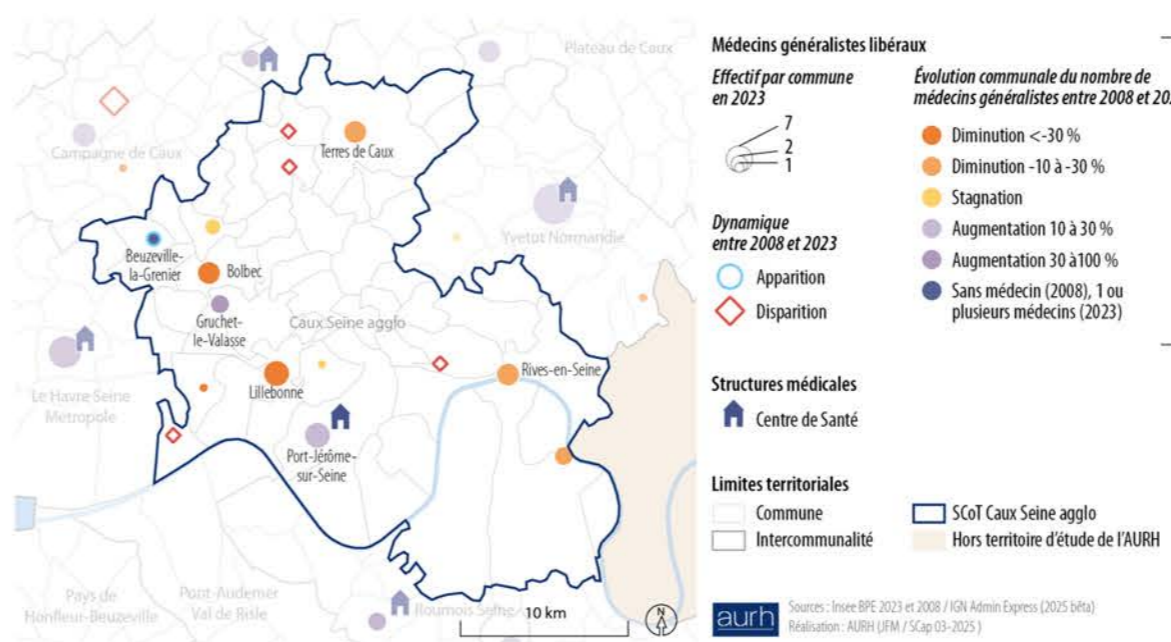 Plateau de Caux
Campagne de Caux
Terres de Caux
Yvetot Normandie
Beuzeville-
la-Grenier
Bolbec
Gruchet-
le-Valasse
Caux Seine agglo
Lillebonne
Rives-en-Seine
Le Havre Seine
Metropole
Port-Jérôme-
sur-Seine
Pays de
Honfleur-Beuzeville
Pont-Audemer
Val de Risle
Roumois Seine
10 km
N
Médecins généralistes libéraux
Effectif par commune
en 2023
7
2
1
Dynamique
entre 2008 et 2023
Apparition
Disparition
Évolution communale du nombre de
médecins généralistes entre 2008 et 202
Diminution <-30 %
Diminution -10 à -30 %
Stagnation
Augmentation 10 à 30 %
Augmentation 30 à100 %
Sans médecin (2008), 1 ou
plusieurs médecins (2023)
Structures médicales
Centre de Santé
Limites territoriales
Commune
Intercommunalité
SCoT Caux Seine agglo
Hors territoire d'étude de l'AURH
aurh
Sources : Insee BPE 2023 et 2008 / IGN Admin Express (2025 bêta)
Réalisation : AURH (JFM / SCap 03-2025 )